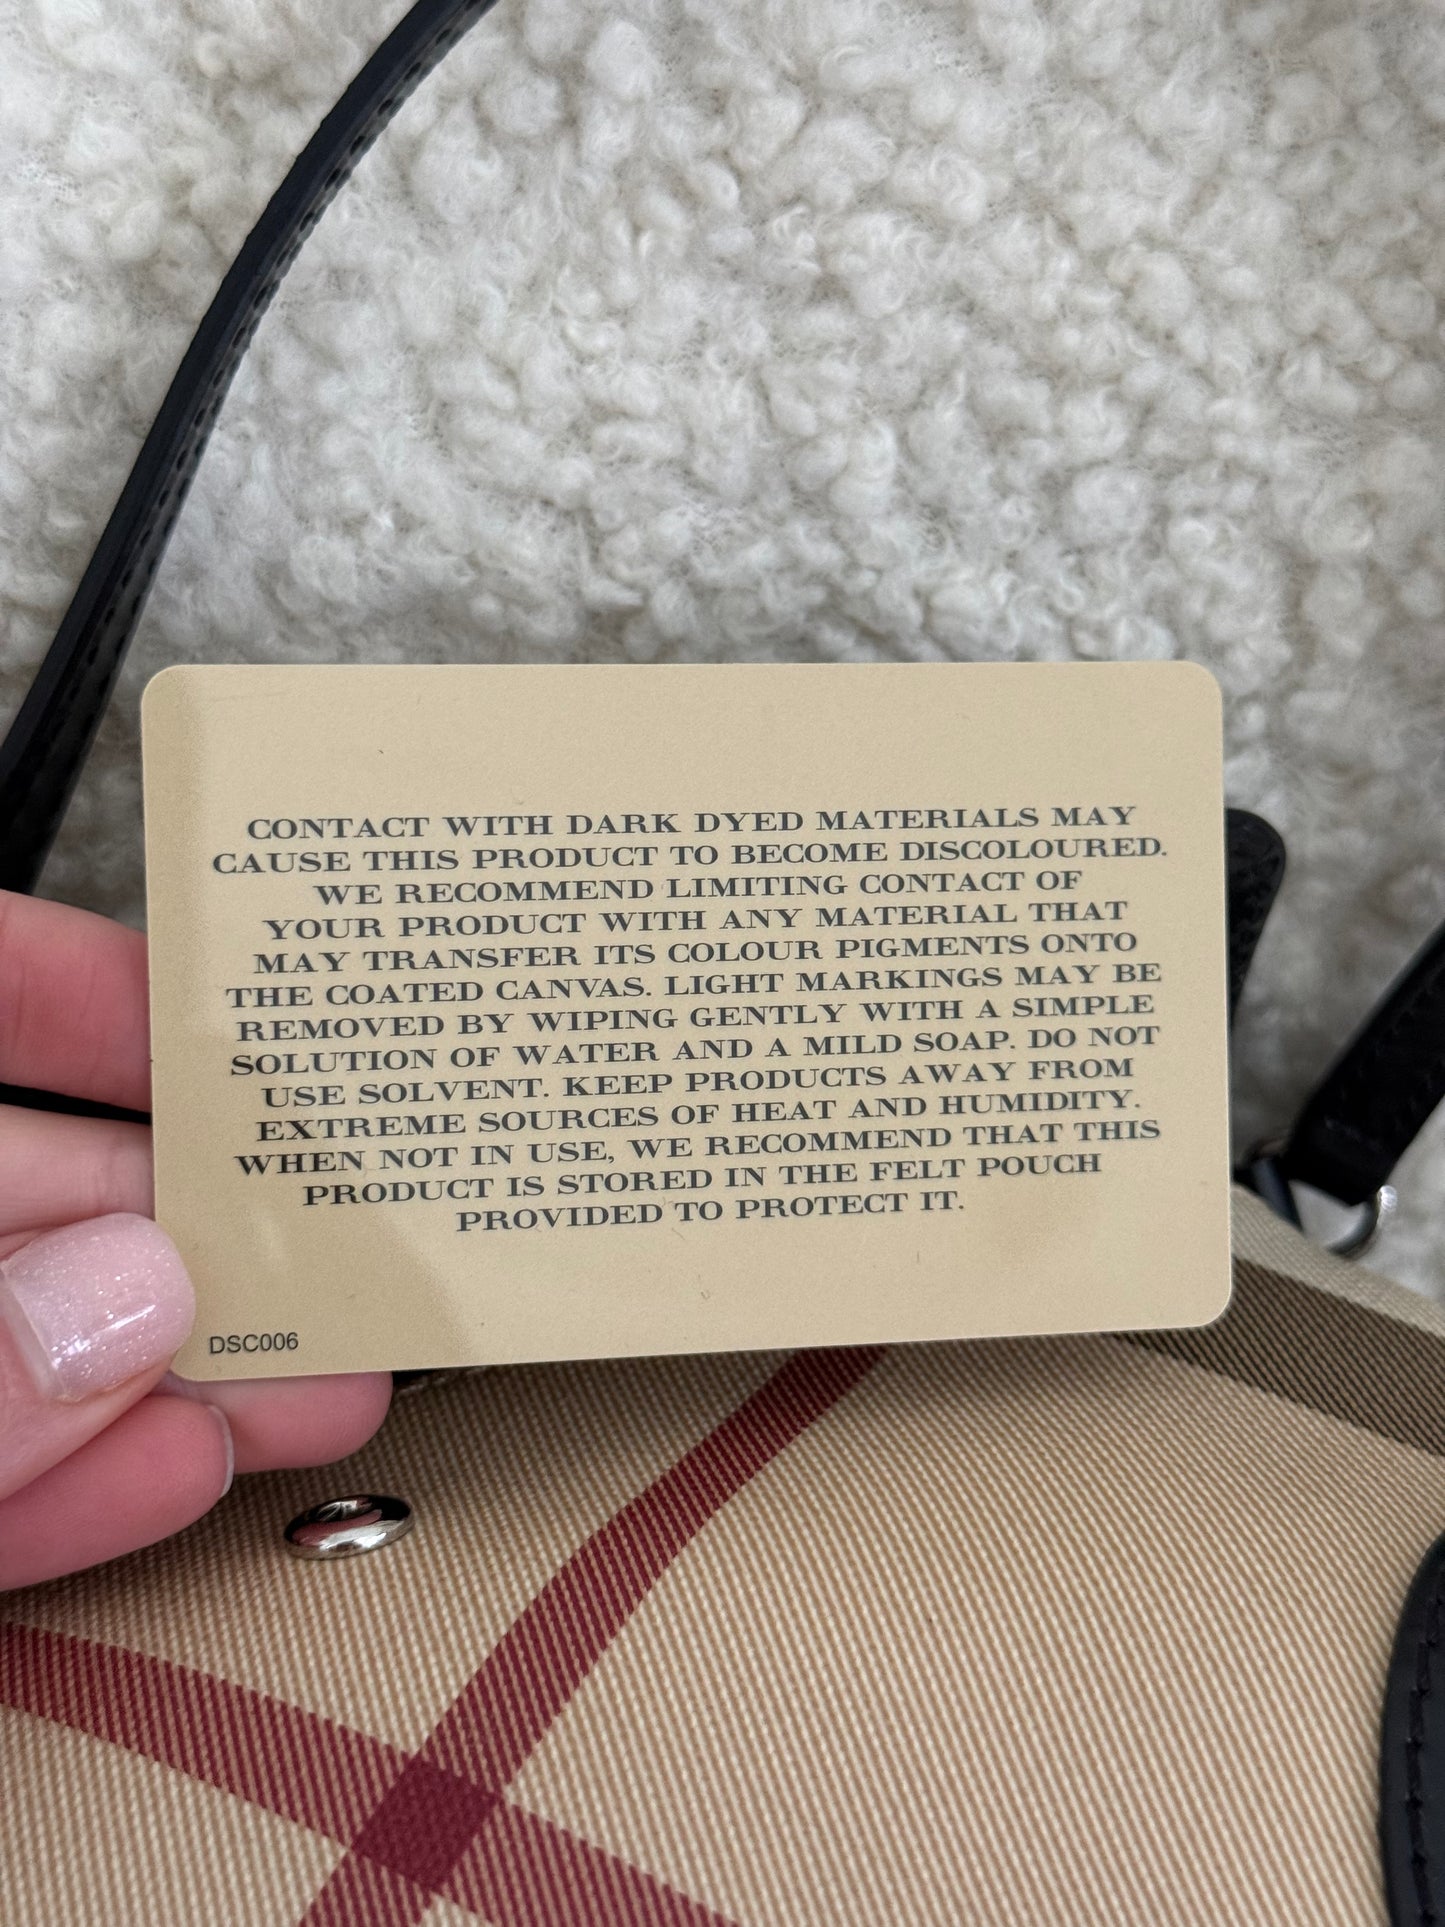 CONTACT WITH DARK DYED MATERIALS MAY
CAUSE THIS PRODUCT TO BECOME DISCOLOURED.
WE RECOMMEND LIMITING CONTACT OF
YOUR PRODUCT WITH ANY MATERIAL THAT
MAY TRANSFER ITS COLOUR PIGMENTS ONTO
THE COATED CANVAS. LIGHT MARKINGS MAY BE
REMOVED BY WIPING GENTLY WITH A SIMPLE
SOLUTION OF WATER AND A MILD SOAP. DO NOT
USE SOLVENT. KEEP PRODUCTS AWAY FROM
EXTREME SOURCES OF HEAT AND HUMIDITY.
WHEN NOT IN USE, WE RECOMMEND THAT THIS
PRODUCT IS STORED IN THE FELT POUCH
PROVIDED TO PROTECT IT.
DSC006